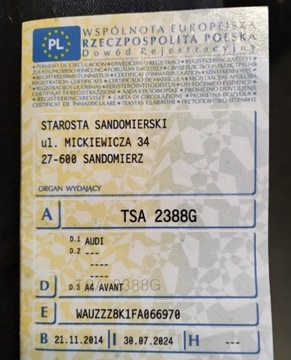 WSPÓLNOTA EUROPEJSKA
RZECZPOSPOLITA POLSKA
Dowód Rejestracyjny
PL
STAROSTA SANDOMIERSKI
ul. MICKIEWICZA 34
27-600 SANDOMIERZ
ORGAN WYDAJĄCY
A TSA 2388G
D.1 AUDI
D.2 ---
----
----
D D.3 A4 AVANT
E WAUZZZ8K1FA066970
B 21.11.2014 I 30.07.2024 H ---